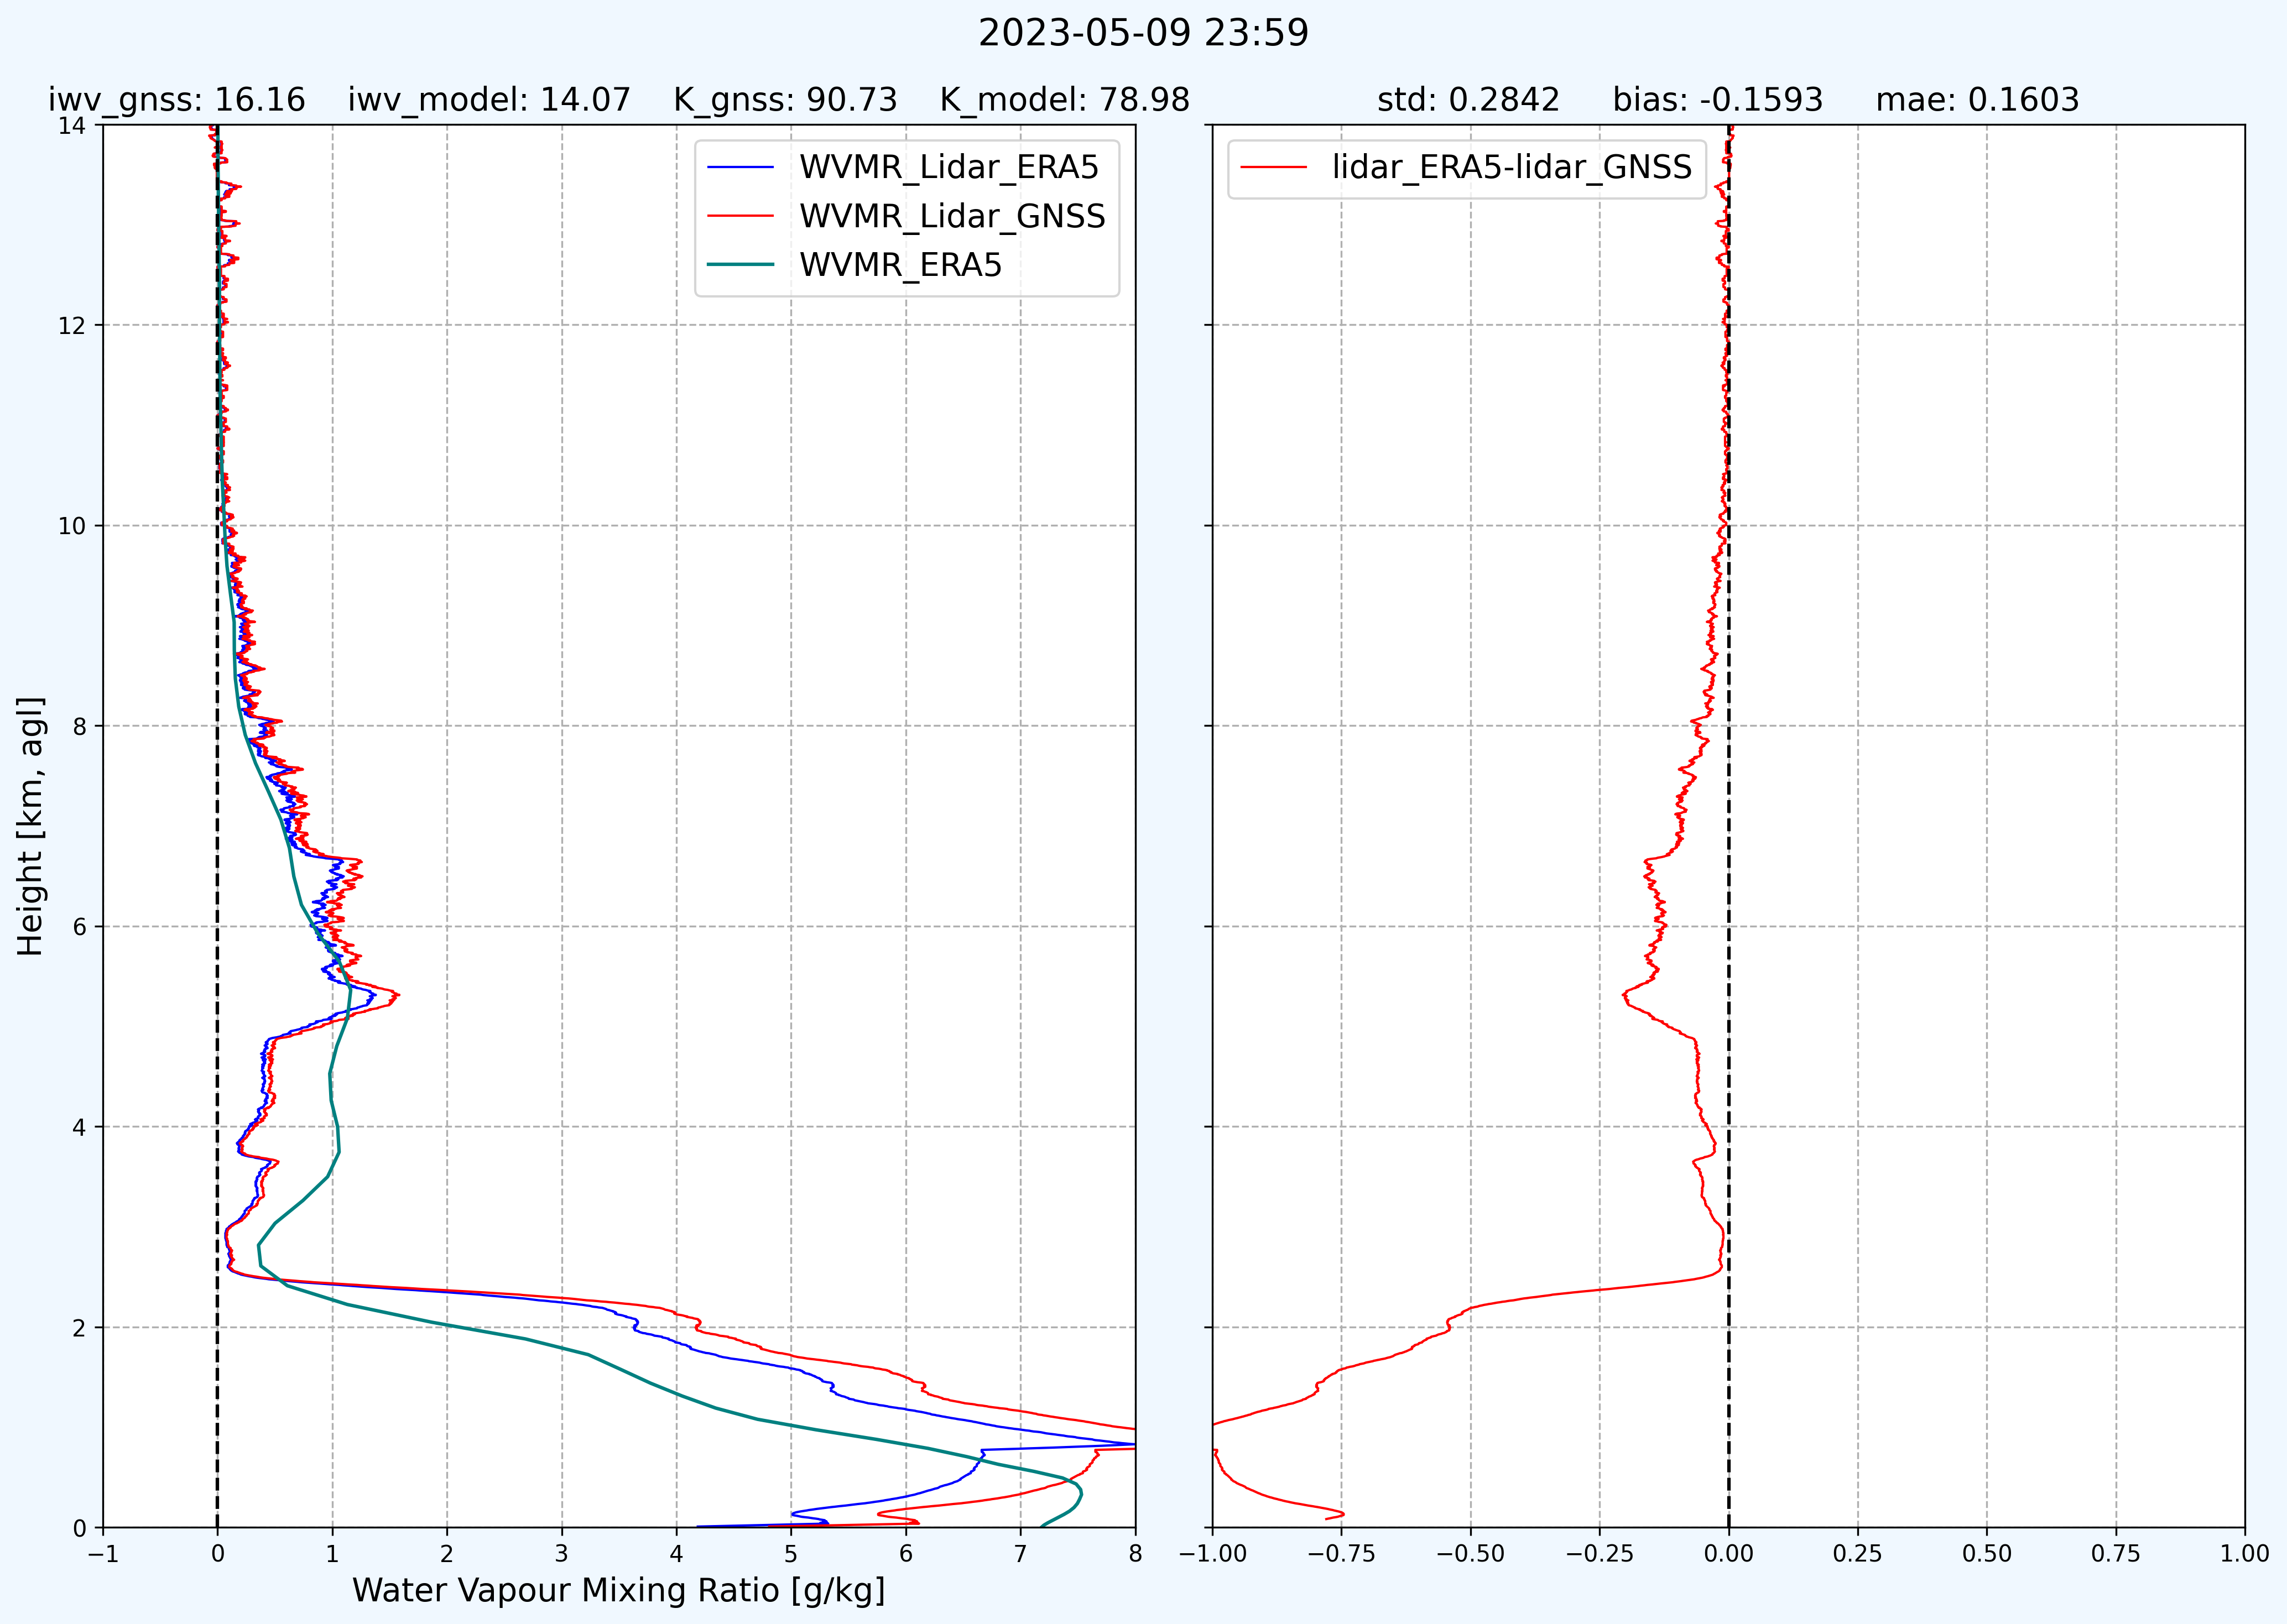 2023-05-09 23:59
iwv_gnss: 16.16 iwv_model: 14.07 K_gnss: 90.73 K_model: 78.98
std: 0.2842 bias: -0.1593 mae: 0.1603
WVMR_Lidar_ERA5
WVMR_Lidar_GNSS
WVMR_ERA5
lidar_ERA5-lidar_GNSS
Height [km, agl]
14
12
10
8
6
4
2
0
−1 0 1 2 3 4 5 6 7 8
Water Vapour Mixing Ratio [g/kg]
−1.00 −0.75 −0.50 −0.25 0.00 0.25 0.50 0.75 1.00